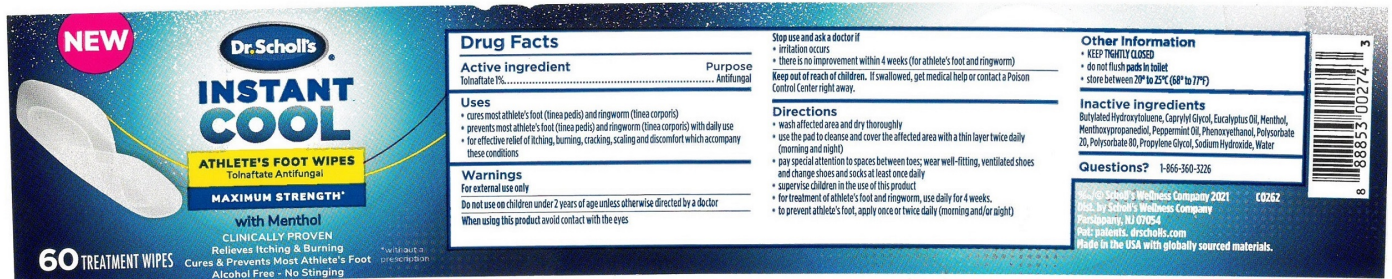 NEW
Dr. Scholl's
INSTANT
COOL
ATHLETE'S FOOT WIPES
Tolnaftate Antifungal
MAXIMUM STRENGTH*
with Menthol
CLINICALLY PROVEN
Relieves Itching & Burning
Cures & Prevents Most Athlete's Foot
Alcohol Free - No Stinging
60 TREATMENT WIPES
*without a
prescription
Drug Facts
Active ingredient Purpose
Tolnaftate 1%.......................................................... Antifungal
Uses
• cures most athlete's foot (tinea pedis) and ringworm (tinea corporis)
• prevents most athlete's foot (tinea pedis) and ringworm (tinea corporis) with daily use
• for effective relief of itching, burning, cracking, scaling and discomfort which accompany
these conditions
Warnings
For external use only
Do not use on children under 2 years of age unless otherwise directed by a doctor
When using this product avoid contact with the eyes
Stop use and ask a doctor if
• irritation occurs
• there is no improvement within 4 weeks (for athlete's foot and ringworm)
Keep out of reach of children. If swallowed, get medical help or contact a Poison
Control Center right away.
Directions
• wash affected area and dry thoroughly
• use the pad to cleanse and cover the affected area with a thin layer twice daily
(morning and night)
• pay special attention to spaces between toes; wear well-fitting, ventilated shoes
and change shoes and socks at least once daily
• supervise children in the use of this product
• for treatment of athlete's foot and ringworm, use daily for 4 weeks.
• to prevent athlete's foot, apply once or twice daily (morning and/or night)
Other Information
• KEEP TIGHTLY CLOSED
• do not flush pads in toilet
• store between 20° to 25°C (68° to 77°F)
Inactive ingredients
Butylated Hydroxytoluene, Caprylyl Glycol, Eucalyptus Oil, Menthol,
Menthoxypropanediol, Peppermint Oil, Phenoxyethanol, Polysorbate
20, Polysorbate 80, Propylene Glycol, Sodium Hydroxide, Water
Questions? 1-866-360-3226
Scholl's Wellness Company 2021 C0262
Dist. by Scholl's Wellness Company
Parsippany, NJ 07054
Pat: patents. drscholls.com
Made in the USA with globally sourced materials.
8 88853 00274 3